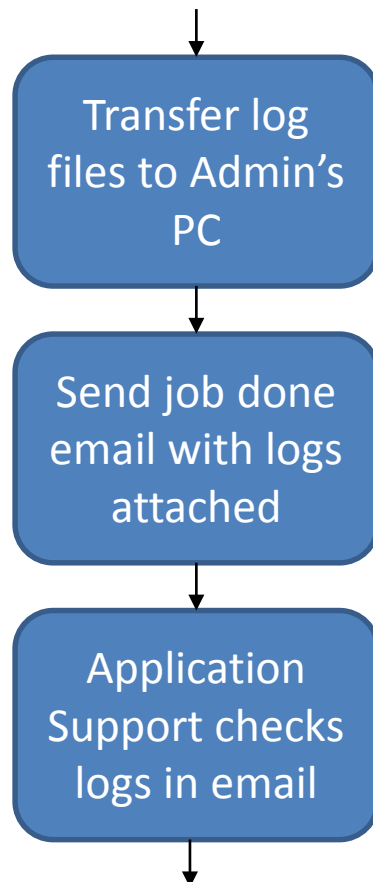 Transfer log
files to Admin’s
PC
Send job done
email with logs
attached
Application
Support checks
logs in email